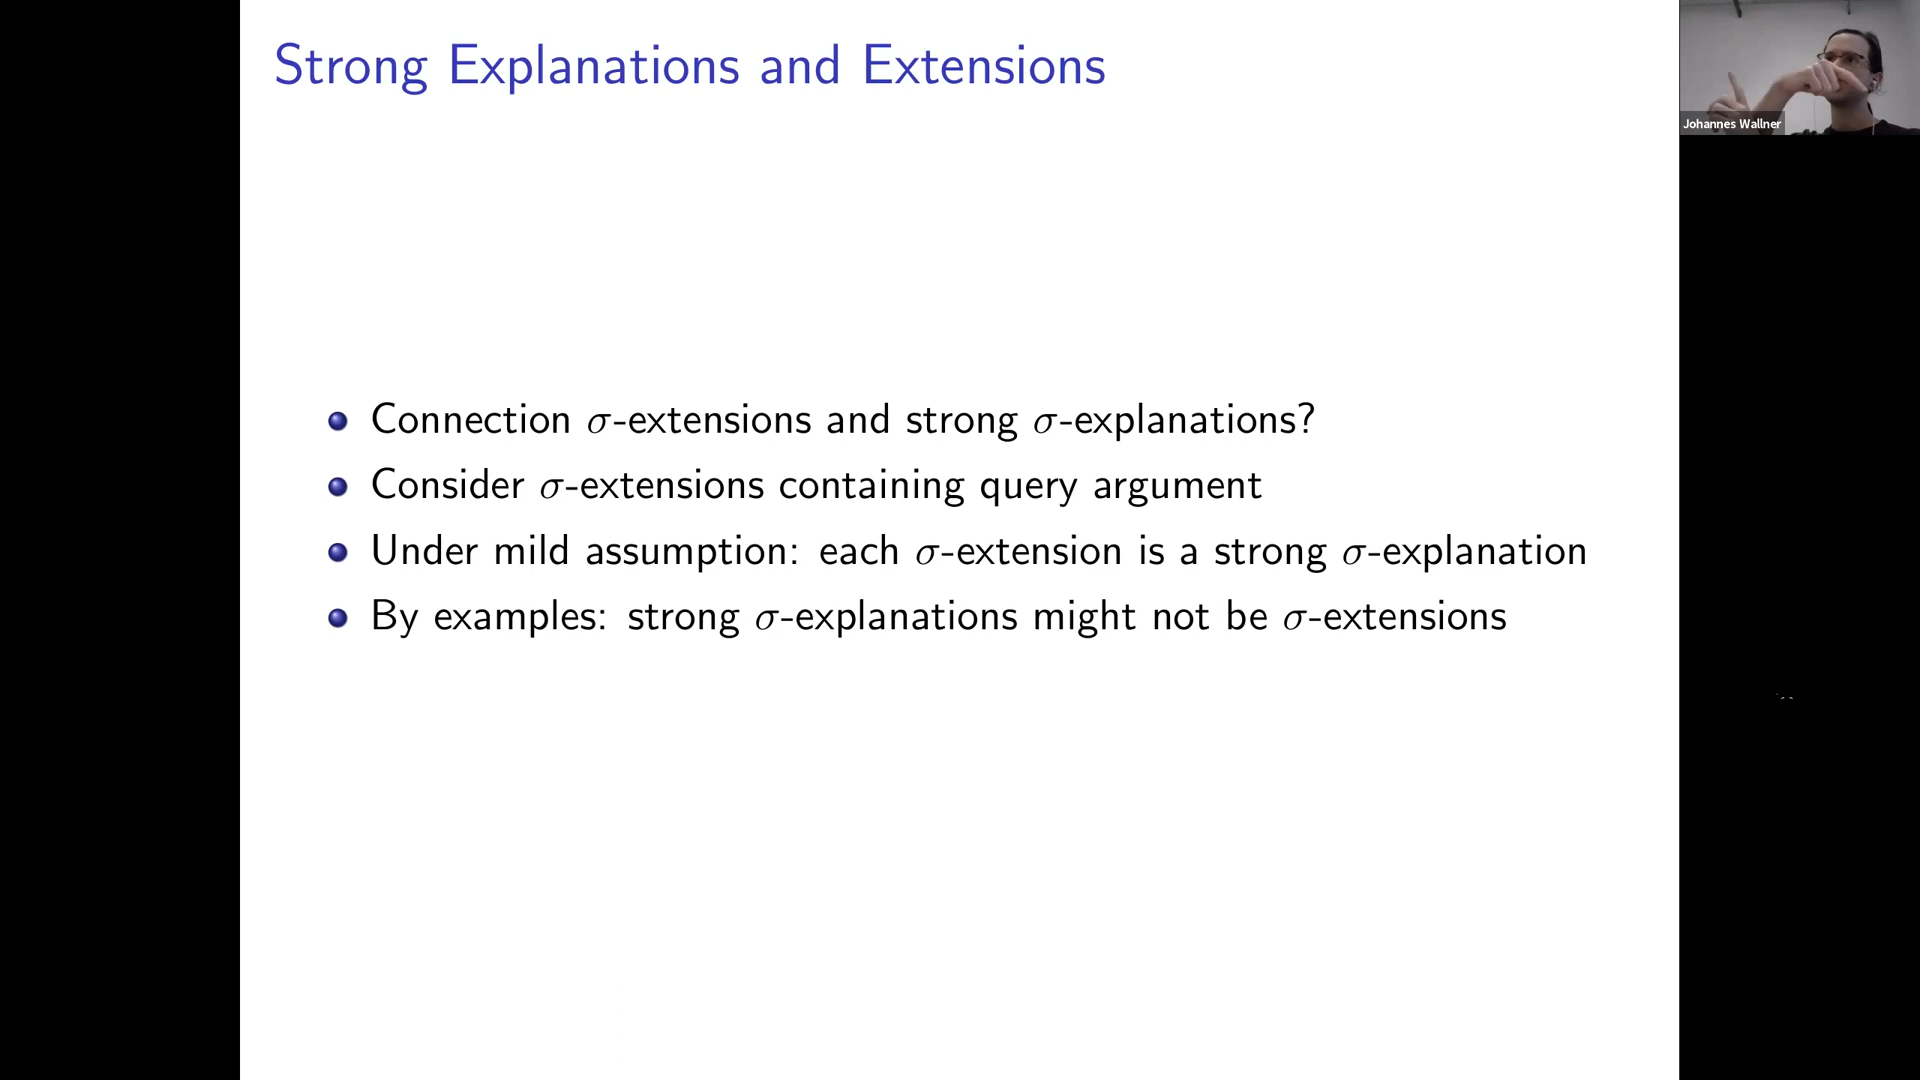 Strong Explanations and Extensions
Johannes Wallner
Connection σ-extensions and strong σ-explanations?
Consider σ-extensions containing query argument
Under mild assumption: each σ-extension is a strong σ-explanation
By examples: strong σ-explanations might not be σ-extensions